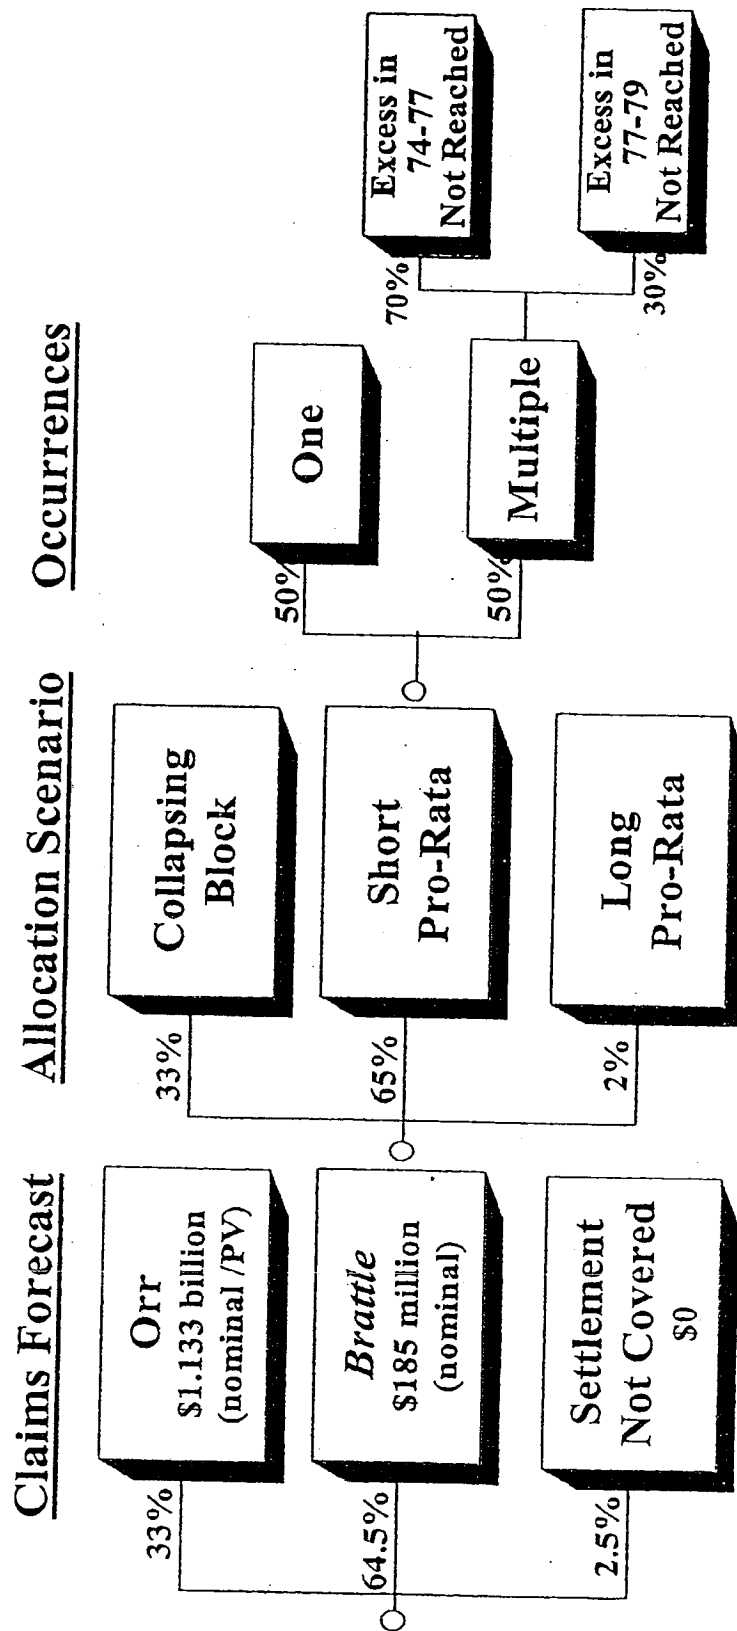 Claims Forecast
33%
Orr
$1.133 billion
(nominal /PV)
64.5%
Brattle
$185 million
(nominal)
2.5%
Settlement
Not Covered
$0
Allocation Scenario
33%
Collapsing
Block
65%
Short
Pro-Rata
2%
Long
Pro-Rata
Occurrences
50%
One
50%
Multiple
70%
Excess in
74-77
Not Reached
30%
Excess in
77-79
Not Reached